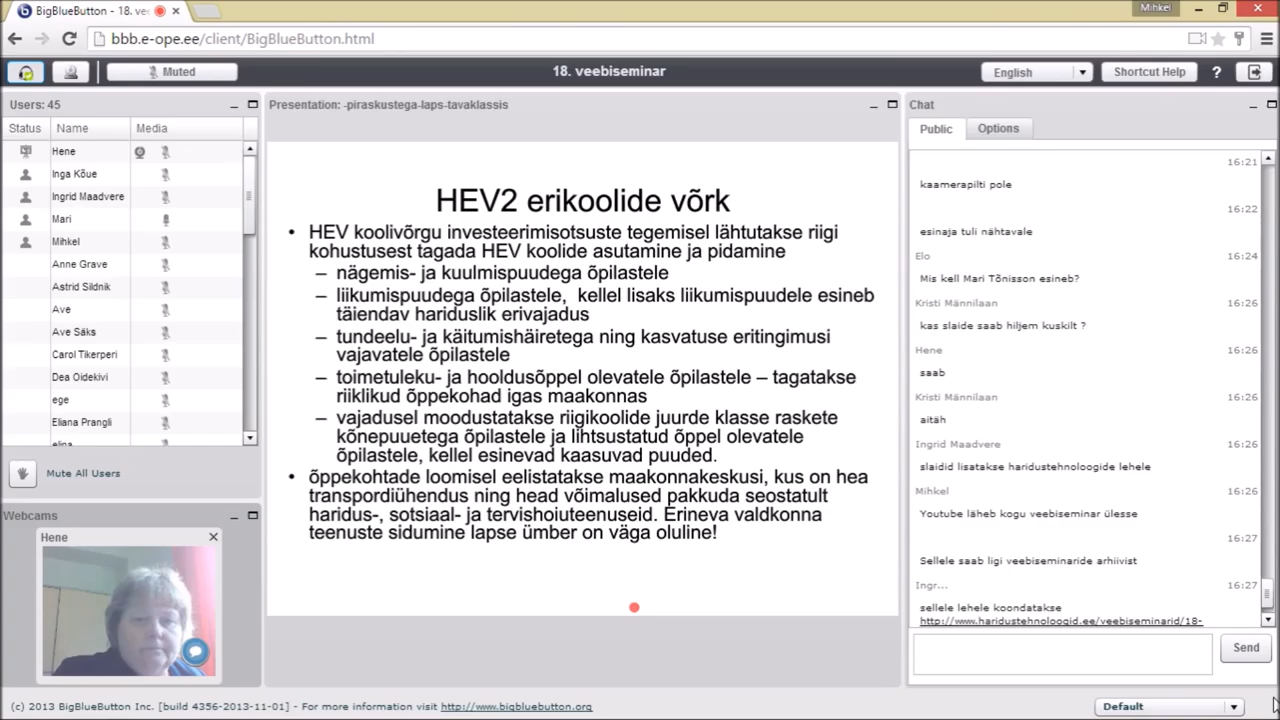 BigBlueButton - 18. vee
Mihkel
bbb.e-ope.ee/client/BigBlueButton.html
Muted
18. veebiseminar
English
Shortcut Help
?
Users: 45
Status Name Media
Hene
Inga Kõue
Ingrid Maadvere
Mari
Mihkel
Anne Grave
Astrid Sildnik
Ave
Ave Säks
Carol Tikerperi
Dea Oidekivi
ege
Eliana Prangli
elina
Mute All Users
Webcams
Hene
Presentation: -piraskustega-laps-tavaklassis
HEV2 erikoolide võrk
• HEV koolivõrgu investeerimisotsuste tegemisel lähtutakse riigi
kohustusest tagada HEV koolide asutamine ja pidamine
– nägemis- ja kuulmispuudega õpilastele
– liikumispuudega õpilastele, kellel lisaks liikumispuudele esineb
täiendav hariduslik erivajadus
– tundeelu- ja käitumishäiretega ning kasvatuse eritingimusi
vajavatele õpilastele
– toimetuleku- ja hooldusõppel olevatele õpilastele – tagatakse
riiklikud õppekohad igas maakonnas
– vajadusel moodustatakse riigikoolide juurde klasse raskete
kõnepuuetega õpilastele ja lihtsustatud õppel olevatele
õpilastele, kellel esinevad kaasuvad puuded.
• õppekohtade loomisel eelistatakse maakonnakeskusi, kus on hea
transpordiühendus ning head võimalused pakkuda seostatult
haridus-, sotsiaal- ja tervishoiuteenuseid. Erineva valdkonna
teenuste sidumine lapse ümber on väga oluline!
Chat
Public Options
16:21
kaamerapilti pole
16:22
esinaja tuli nähtavale
Elo 16:24
Mis kell Mari Tõnisson esineb?
Kristi Männilaan 16:26
kas slaide saab hiljem kuskilt ?
Hene 16:26
saab
Kristi Männilaan 16:26
aitäh
Ingrid Maadvere 16:26
slaidid lisatakse haridustehnoloogide lehele
Mihkel 16:26
Youtube läheb kogu veebiseminar ülesse
16:27
Sellele saab ligi veebiseminaride arhiivist
Ingr... 16:27
sellele lehele koondatakse
http://www.haridustehnoloogid.ee/veebiseminarid/18-
Send
(c) 2013 BigBlueButton Inc. [build 4356-2013-11-01] - For more information visit http://www.bigbluebutton.org
Default